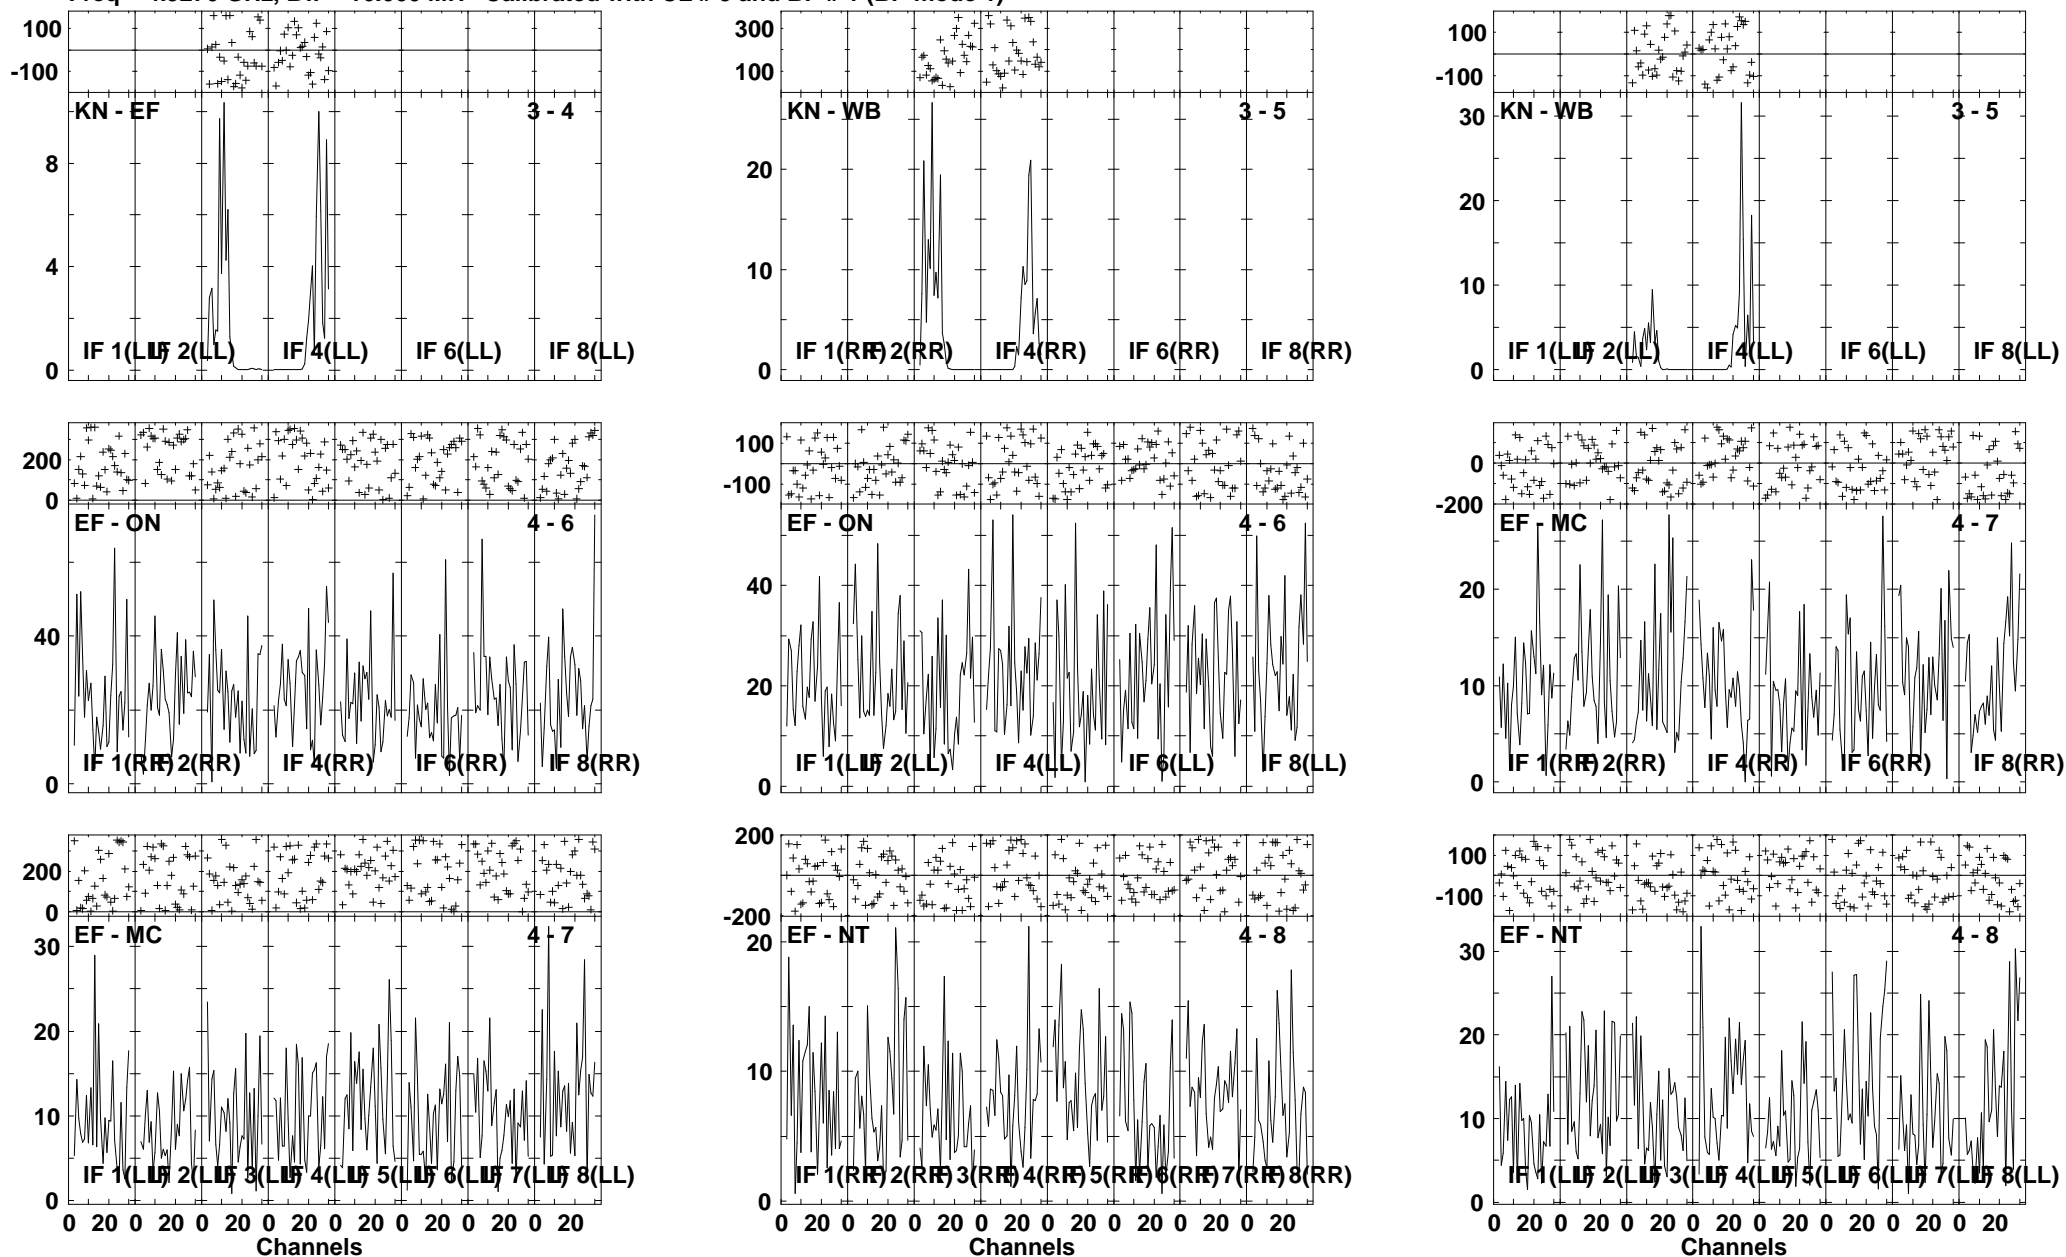 100
-100
KN - EF 3 - 4
8
4
0
IF 1(LL) IF 2(LL) IF 4(LL) IF 6(LL) IF 8(LL)
300
100
KN - WB 3 - 5
20
10
0
IF 1(RR) IF 2(RR) IF 4(RR) IF 6(RR) IF 8(RR)
100
-100
KN - WB 3 - 5
30
20
10
0
IF 1(LL) IF 2(LL) IF 4(LL) IF 6(LL) IF 8(LL)
200
0
EF - ON 4 - 6
40
0
IF 1(RR) IF 2(RR) IF 4(RR) IF 6(RR) IF 8(RR)
100
-100
EF - ON 4 - 6
40
20
0
IF 1(LL) IF 2(LL) IF 4(LL) IF 6(LL) IF 8(LL)
0
-200
EF - MC 4 - 7
20
10
0
IF 1(RR) IF 2(RR) IF 4(RR) IF 6(RR) IF 8(RR)
200
0
EF - MC 4 - 7
30
20
10
0
IF 1(LL) IF 2(LL) IF 3(LL) IF 4(LL) IF 5(LL) IF 6(LL) IF 7(LL) IF 8(LL)
0 20 0 20 0 20 0 20 0 20 0 20 0 20 0 20
Channels
200
-200
EF - NT 4 - 8
20
10
0
IF 1(RR) IF 2(RR) IF 3(RR) IF 4(RR) IF 5(RR) IF 6(RR) IF 7(RR) IF 8(RR)
0 20 0 20 0 20 0 20 0 20 0 20 0 20 0 20
Channels
100
-100
EF - NT 4 - 8
30
20
10
0
IF 1(LL) IF 2(LL) IF 3(LL) IF 4(LL) IF 5(LL) IF 6(LL) IF 7(LL) IF 8(LL)
0 20 0 20 0 20 0 20 0 20 0 20 0 20 0 20
Channels